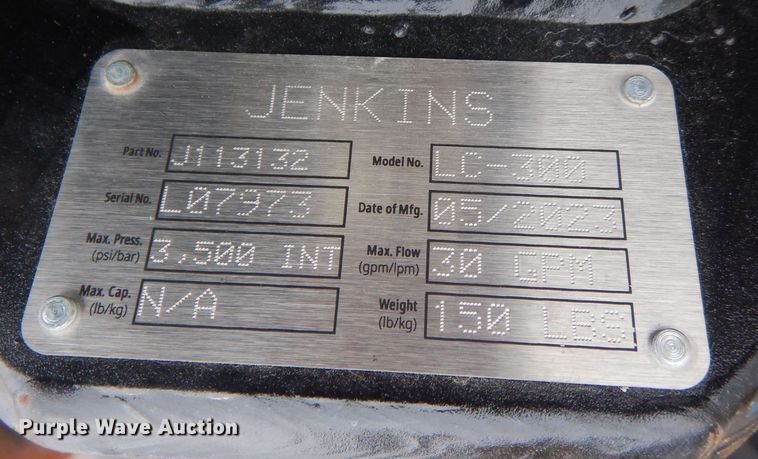 JENKINS
Part No. J113132 Model No. LC-300
Serial No. L07973 Date of Mfg. 05/2023
Max. Press. (psi/bar) 3,500 INT Max. Flow (gpm/lpm) 30 GPM
Max. Cap. (lb/kg) N/A Weight (lb/kg) 150 LBS
Purple Wave Auction